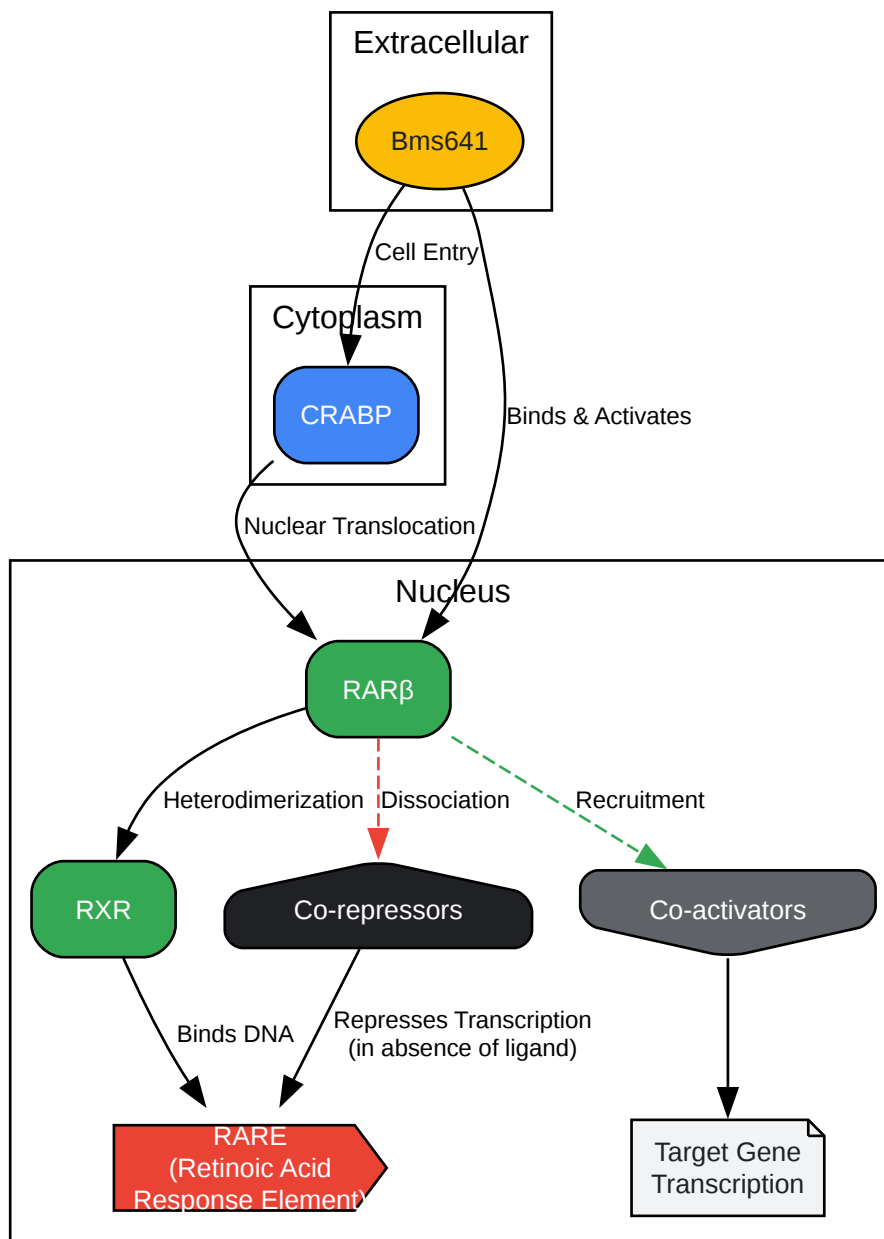 Extracellular
Bms641
Cell Entry
Cytoplasm
CRABP
Binds & Activates
Nuclear Translocation
Nucleus
RARβ
Heterodimerization
Dissociation
Recruitment
RXR
Co-repressors
Co-activators
Binds DNA
Represses Transcription
(in absence of ligand)
RARE
(Retinoic Acid
Response Element)
Target Gene
Transcription